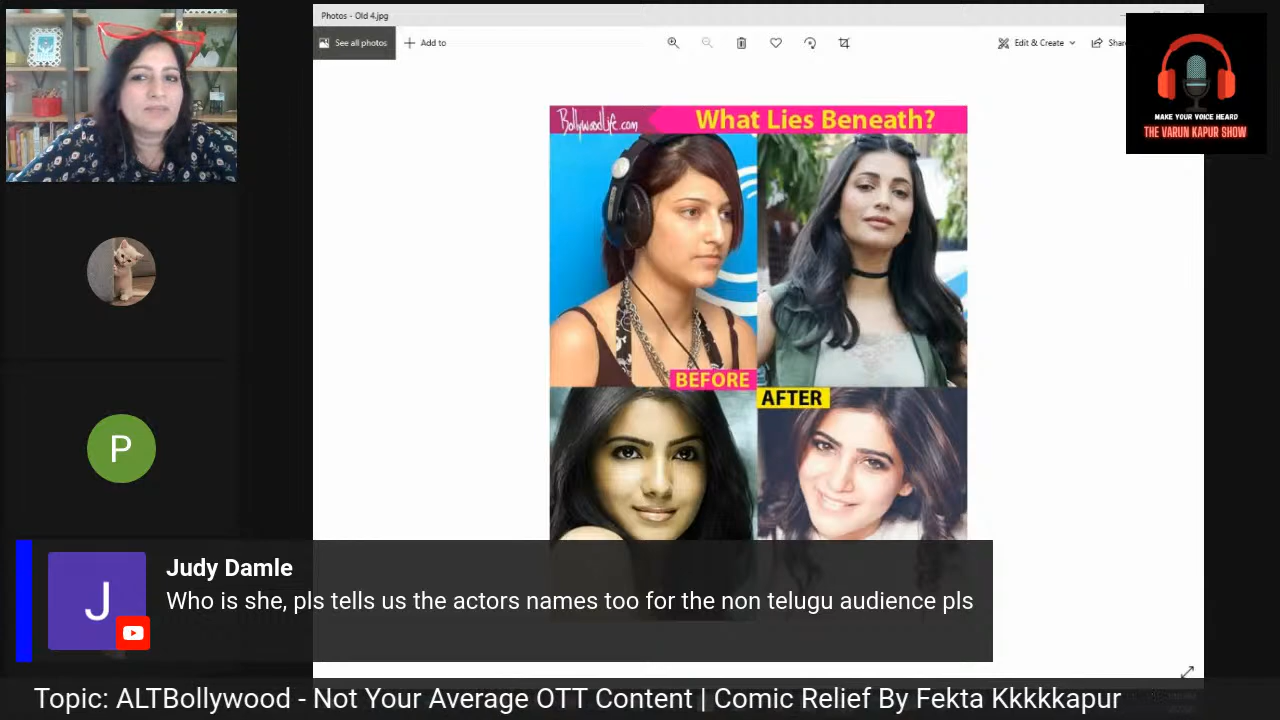 Photos - Old 4.jpg
See all photos
Add to
Edit & Create
Share
MAKE YOUR VOICE HEARD
THE VARUN KAPUR SHOW
BollywoodLife.com
What Lies Beneath?
BEFORE
AFTER
P
J
Judy Damle
Who is she, pls tells us the actors names too for the non telugu audience pls
Topic: ALTBollywood - Not Your Average OTT Content | Comic Relief By Fekta Kkkkkapur